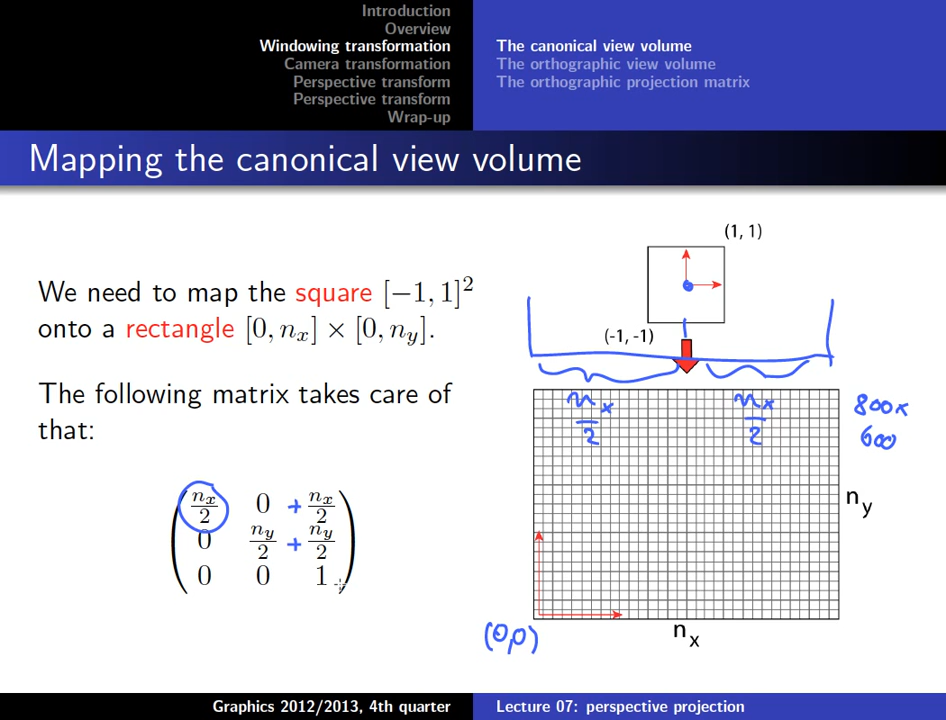 Introduction
Overview
Windowing transformation
Camera transformation
Perspective transform
Perspective transform
Wrap-up
The canonical view volume
The orthographic view volume
The orthographic projection matrix
Mapping the canonical view volume
We need to map the square [−1, 1]²
onto a rectangle [0, nₓ] × [0, n_y].
The following matrix takes care of
that:
nₓ/2 0 + nₓ/2
0 n_y/2 + n_y/2
0 0 1
(1, 1)
(-1, -1)
nₓ/2 nₓ/2
800x
600
n_y
(0,0)
nₓ
Graphics 2012/2013, 4th quarter
Lecture 07: perspective projection